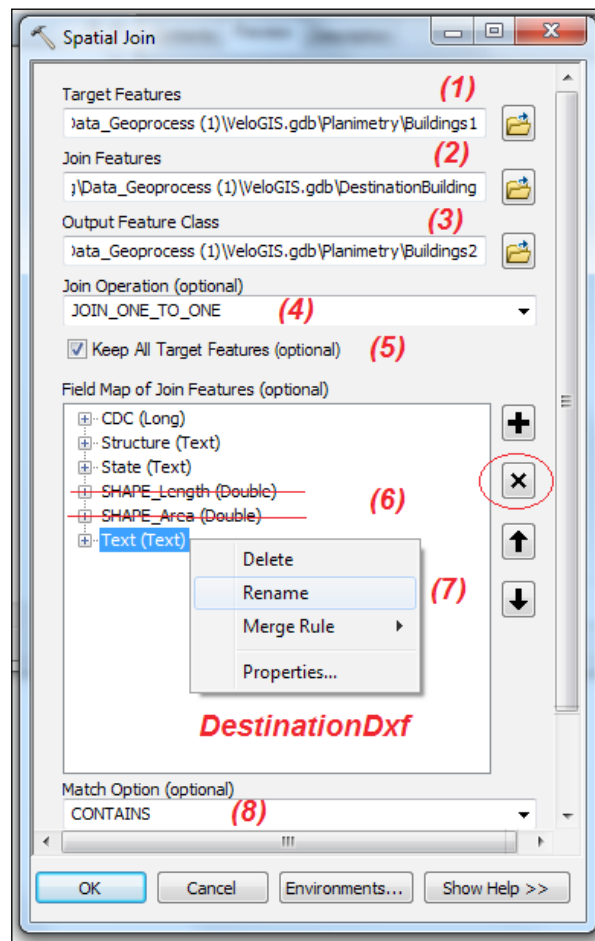 Spatial Join
Target Features
(1)
Data_Geoprocess (1)\VeloGIS.gdb\Planimetry\Buildings1
Join Features
(2)
g\Data_Geoprocess (1)\VeloGIS.gdb\DestinationBuilding
Output Feature Class
(3)
Data_Geoprocess (1)\VeloGIS.gdb\Planimetry\Buildings2
Join Operation (optional)
JOIN_ONE_TO_ONE
(4)
Keep All Target Features (optional)
(5)
Field Map of Join Features (optional)
CDC (Long)
Structure (Text)
State (Text)
SHAPE_Length (Double)
SHAPE_Area (Double)
(6)
Text (Text)
Delete
Rename
(7)
Merge Rule
Properties...
DestinationDxf
Match Option (optional)
CONTAINS
(8)
OK
Cancel
Environments...
Show Help >>